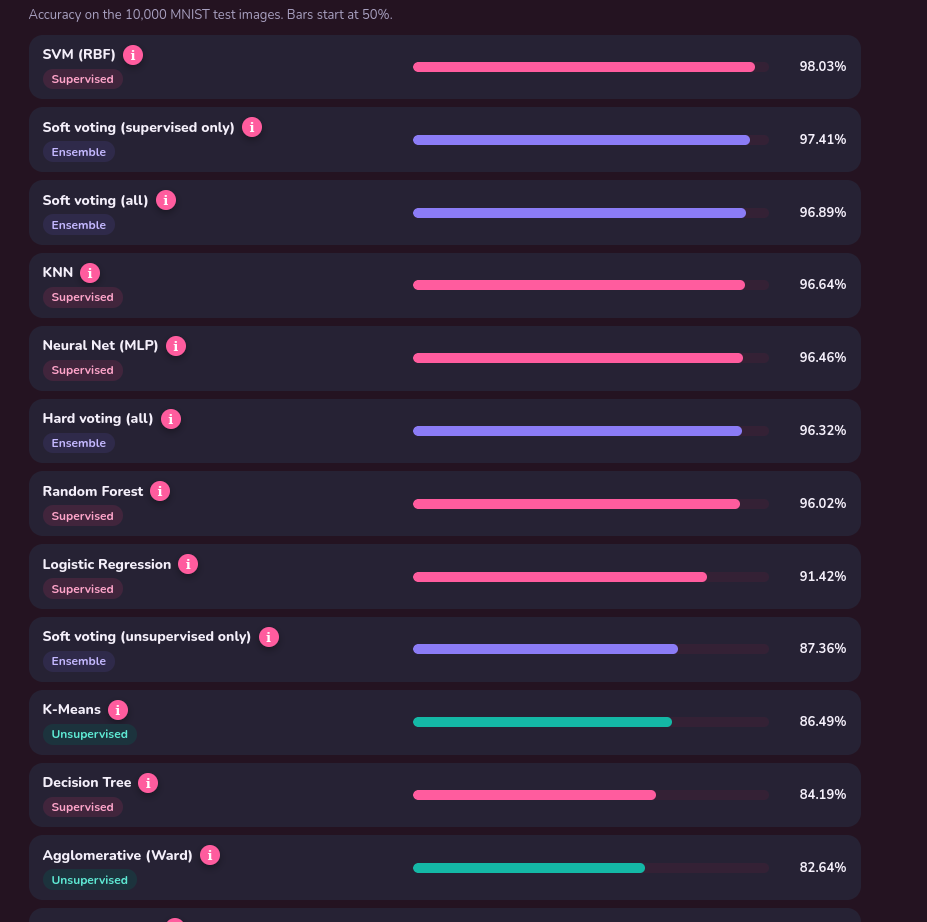 Accuracy on the 10,000 MNIST test images. Bars start at 50%.
SVM (RBF) i
Supervised
98.03%
Soft voting (supervised only) i
Ensemble
97.41%
Soft voting (all) i
Ensemble
96.89%
KNN i
Supervised
96.64%
Neural Net (MLP) i
Supervised
96.46%
Hard voting (all) i
Ensemble
96.32%
Random Forest i
Supervised
96.02%
Logistic Regression i
Supervised
91.42%
Soft voting (unsupervised only) i
Ensemble
87.36%
K-Means i
Unsupervised
86.49%
Decision Tree i
Supervised
84.19%
Agglomerative (Ward) i
Unsupervised
82.64%